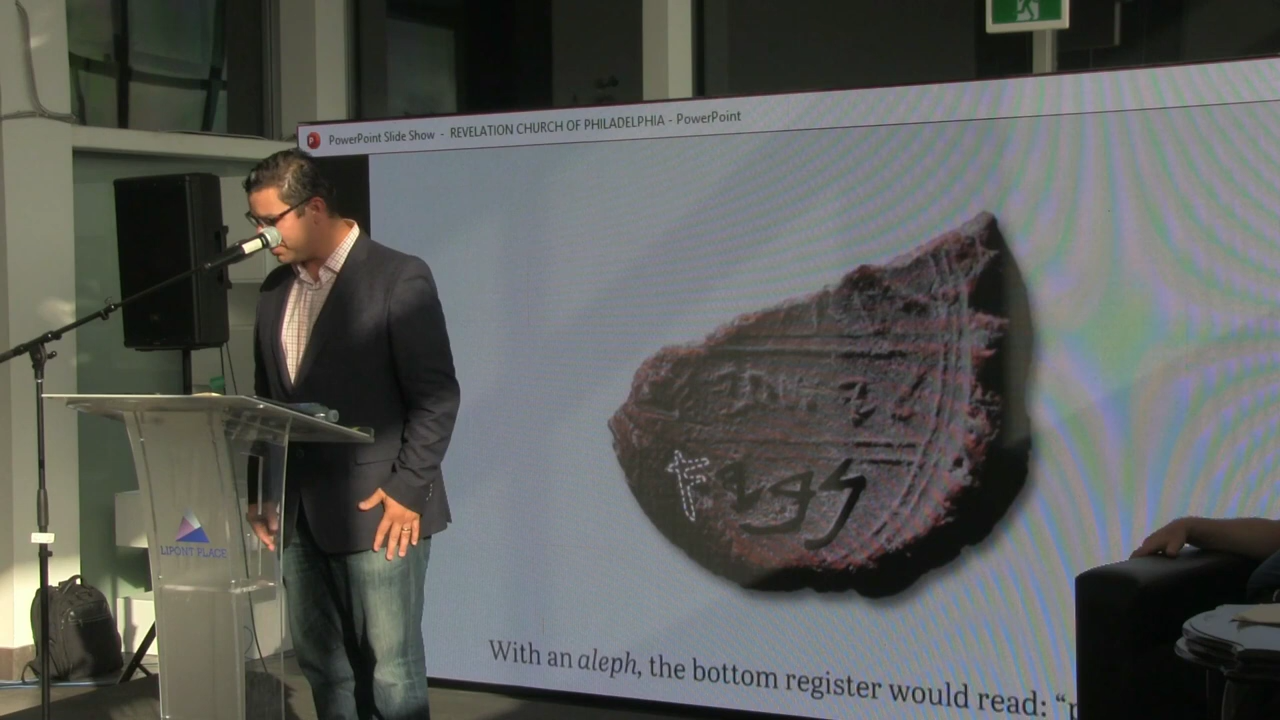 PowerPoint Slide Show - REVELATION CHURCH OF PHILADELPHIA - PowerPoint
With an aleph, the bottom register would read: "
LIPONT PLACE